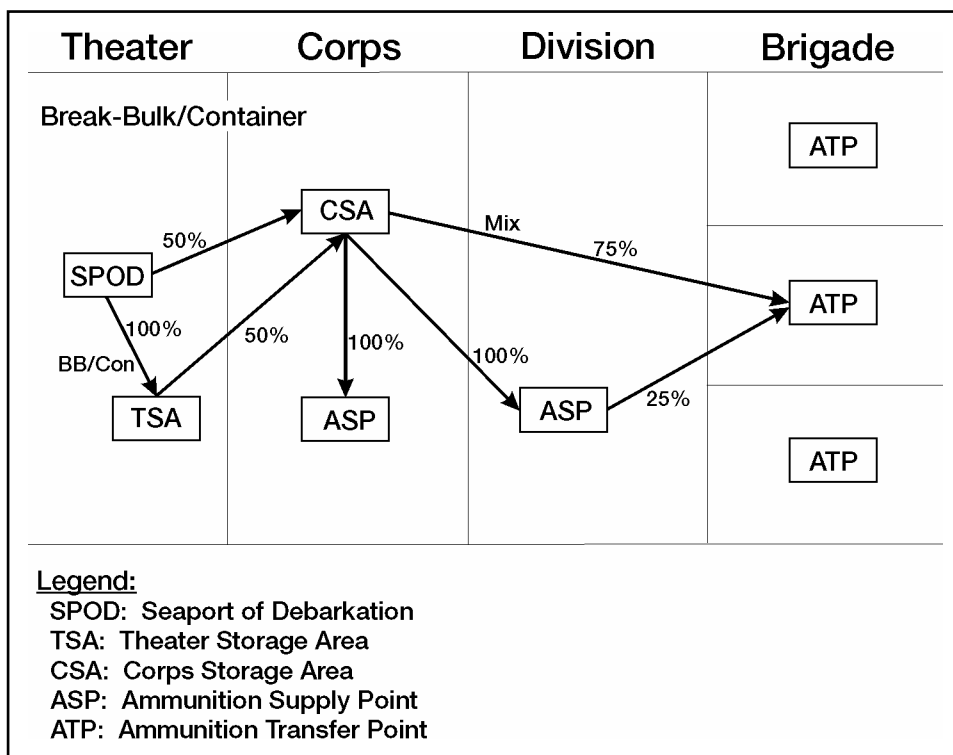 Theater Corps Division Brigade
Break-Bulk/Container
ATP
CSA
Mix
50%
75%
SPOD
ATP
100%
50%
100%
100%
BB/Con
25%
TSA
ASP
ASP
ATP
Legend:
SPOD: Seaport of Debarkation
TSA: Theater Storage Area
CSA: Corps Storage Area
ASP: Ammunition Supply Point
ATP: Ammunition Transfer Point